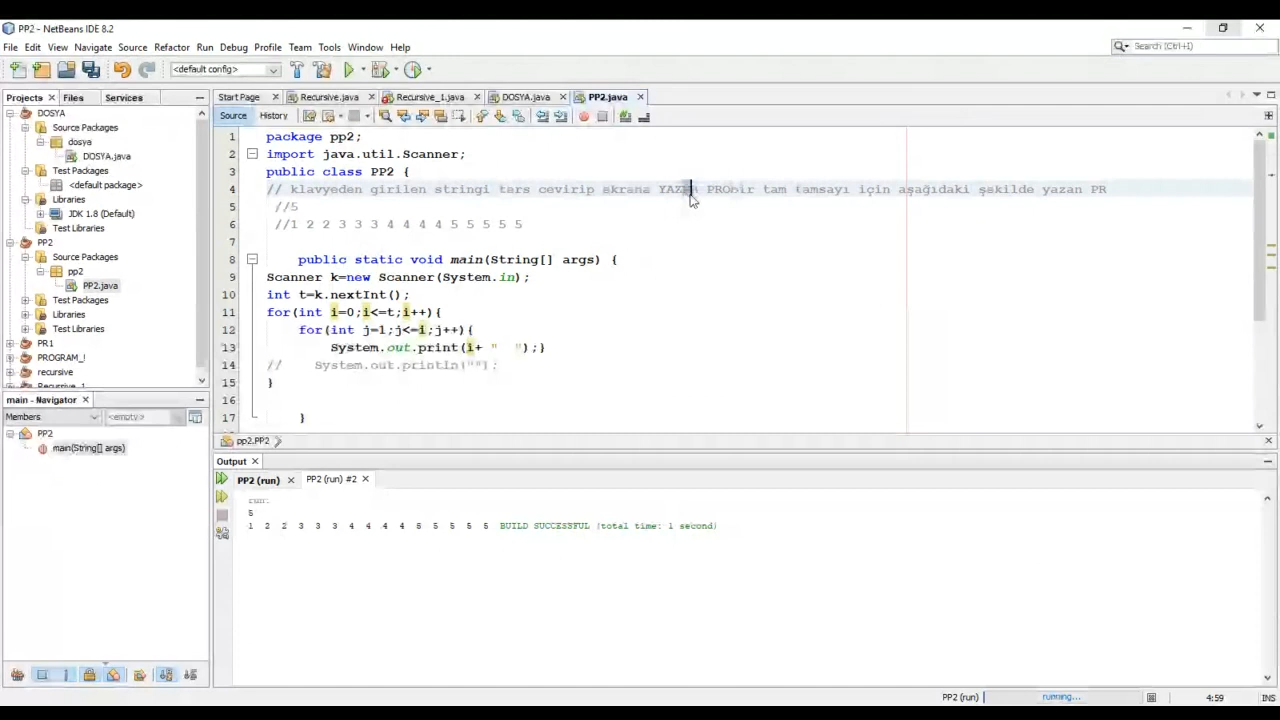 PP2 - NetBeans IDE 8.2
File Edit View Navigate Source Refactor Run Debug Profile Team Tools Window Help
Search (Ctrl+I)
<default config>
Projects Files Services
Start Page Recursive.java Recursive_1.java DOSYA.java PP2.java
Source History
DOSYA
Source Packages
dosya
DOSYA.java
Test Packages
<default package>
Libraries
JDK 1.8 (Default)
Test Libraries
PP2
Source Packages
pp2
PP2.java
Test Packages
Libraries
Test Libraries
PR1
PROGRAM_!
recursive
Recursive_1
1 package pp2;
2 import java.util.Scanner;
3 public class PP2 {
4 // klavyeden girilen stringi ters cevirip ekrana PRObir tam tamsayı için aşağıdaki şekilde yazan PR
5 //5
6 //1 2 2 3 3 3 4 4 4 4 5 5 5 5 5
7
8 public static void main(String[] args) {
9 Scanner k=new Scanner(System.in);
10 int t=k.nextInt();
11 for(int i=0;i<=t;i++){
12 for(int j=1;j<=i;j++){
13 System.out.print(i+ "  ");}
14 // System.out.println("");
15 }
16
17 }
main - Navigator
Members <empty>
PP2
main(String[] args)
pp2.PP2
Output
PP2 (run) PP2 (run) #2
run:
5
1 2 2 3 3 3 4 4 4 4 5 5 5 5 5 BUILD SUCCESSFUL (total time: 1 second)
PP2 (run) running... 4:59 INS